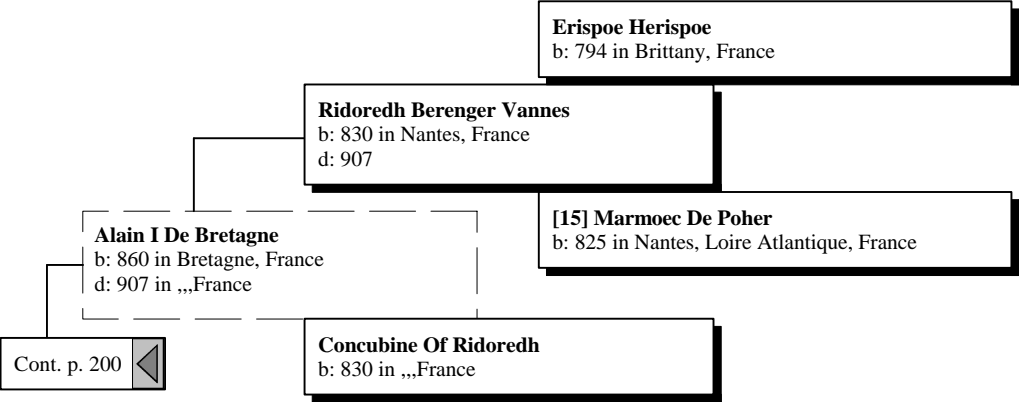 Erispoe Herispoe
b: 794 in Brittany, France
Ridoredh Berenger Vannes
b: 830 in Nantes, France
d: 907
[15] Marmoec De Poher
b: 825 in Nantes, Loire Atlantique, France
Alain I De Bretagne
b: 860 in Bretagne, France
d: 907 in ,,,France
Concubine Of Ridoredh
b: 830 in ,,,France
Cont. p. 200